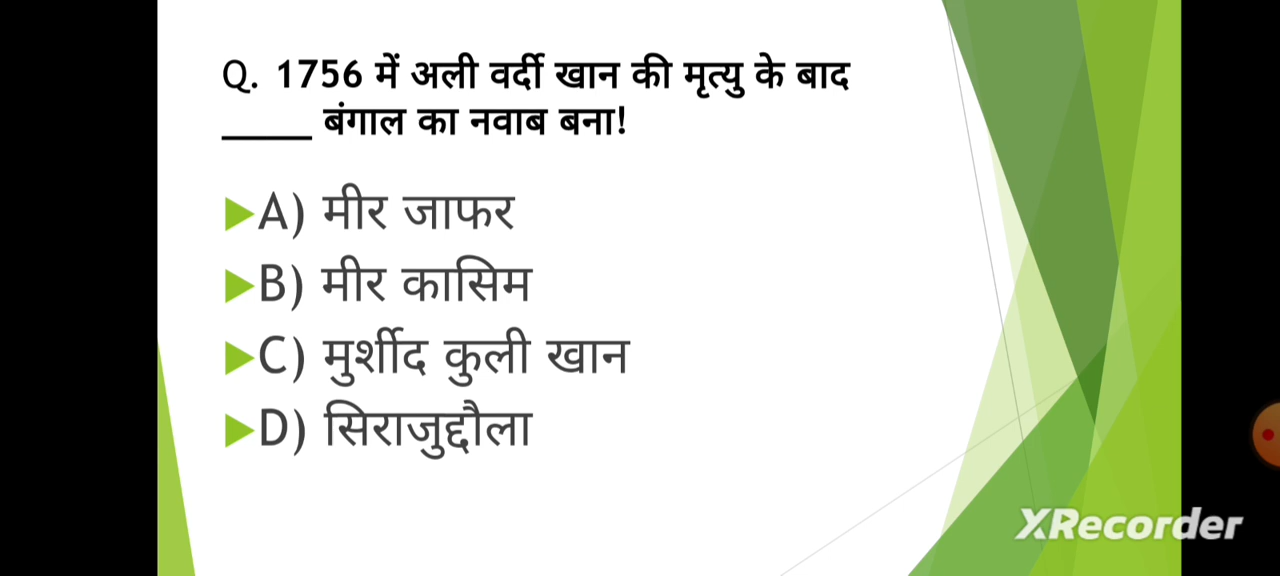 Q. 1756 में अली वर्दी खान की मृत्यु के बाद
_____ बंगाल का नवाब बना!
A) मीर जाफर
B) मीर कासिम
C) मुर्शीद कुली खान
D) सिराजुद्दौला
XRecorder